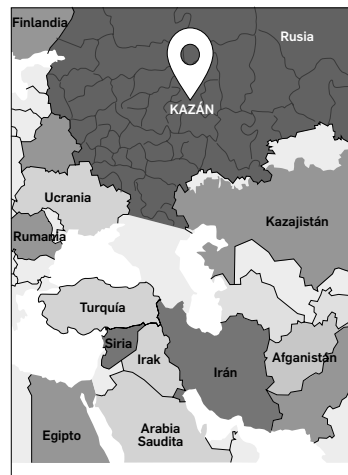 Finlandia
Rusia
KAZÁN
Ucrania
Kazajistán
Rumania
Turquía
Siria
Irak
Irán
Afganistán
Egipto
Arabia
Saudita